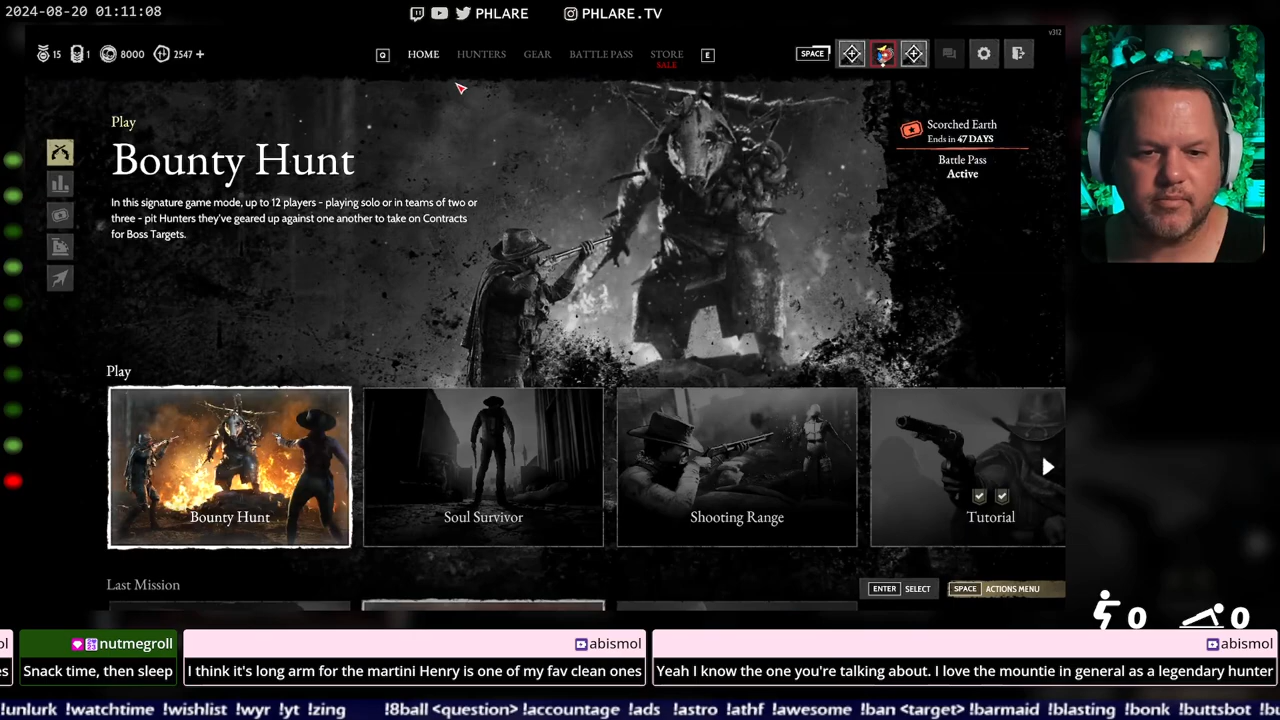 2024-08-20 01:11:08
PHLARE
PHLARE.TV
v312
15
1
8000
2547 +
Q
HOME
HUNTERS
GEAR
BATTLE PASS
STORE
SALE
E
SPACE
Play
Bounty Hunt
In this signature game mode, up to 12 players - playing solo or in teams of two or
three - pit Hunters they've geared up against one another to take on Contracts
for Boss Targets.
Scorched Earth
Ends in 47 DAYS
Battle Pass
Active
Play
Bounty Hunt
Soul Survivor
Shooting Range
Tutorial
Last Mission
ENTER SELECT
SPACE ACTIONS MENU
0
0
ol
nutmegroll
abismol
abismol
es
Snack time, then sleep
I think it's long arm for the martini Henry is one of my fav clean ones
Yeah I know the one you're talking about. I love the mountie in general as a legendary hunter
!unlurk !watchtime !wishlist !wyr !yt !zing !8ball <question> !accountage !ads !astro !athf !awesome !ban <target> !barmaid !blasting !bonk !buttsbot !bu